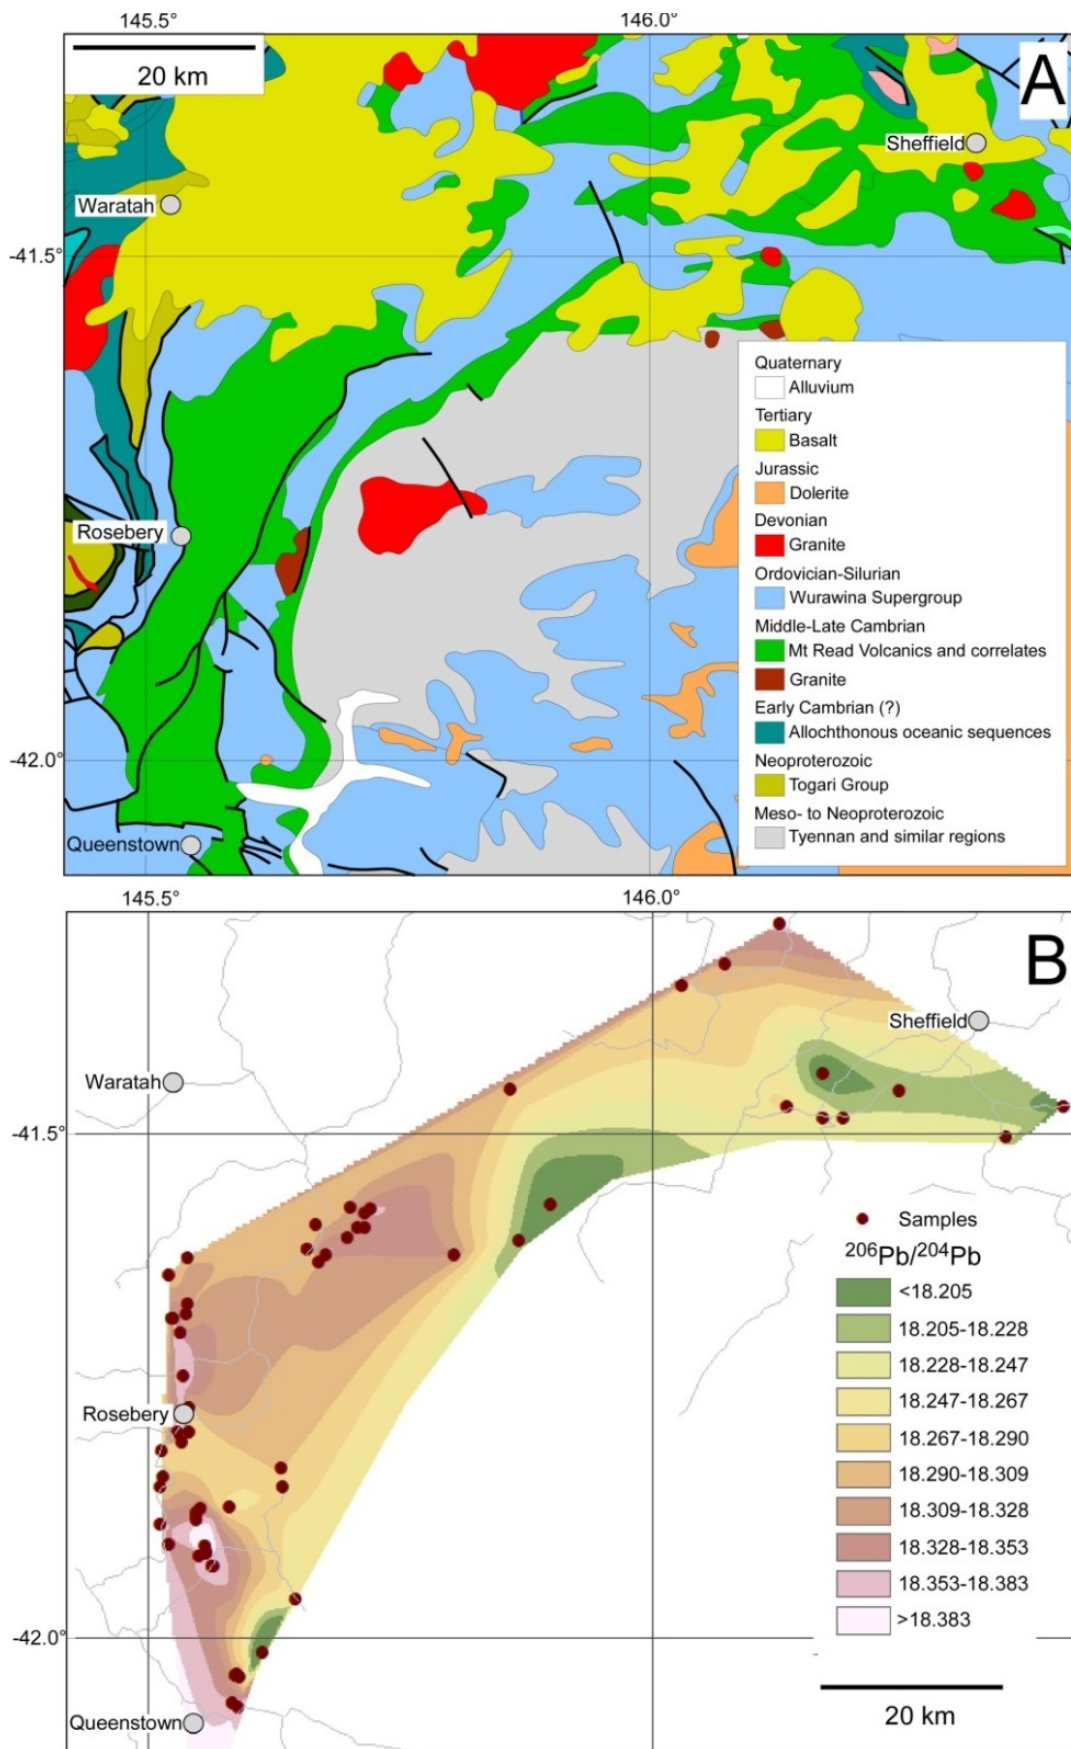 145.5°
146.0°
20 km
A
Sheffield
Waratah
-41.5°
Quaternary
Alluvium
Tertiary
Basalt
Jurassic
Dolerite
Devonian
Granite
Ordovician-Silurian
Wurawina Supergroup
Middle-Late Cambrian
Mt Read Volcanics and correlates
Granite
Early Cambrian (?)
Allochthonous oceanic sequences
Neoproterozoic
Togari Group
Meso- to Neoproterozoic
Tyennan and similar regions
Rosebery
-42.0°
Queenstown
145.5°
146.0°
B
Sheffield
Waratah
-41.5°
Samples
206Pb/204Pb
<18.205
18.205-18.228
18.228-18.247
18.247-18.267
18.267-18.290
18.290-18.309
18.309-18.328
18.328-18.353
18.353-18.383
>18.383
Rosebery
-42.0°
20 km
Queenstown